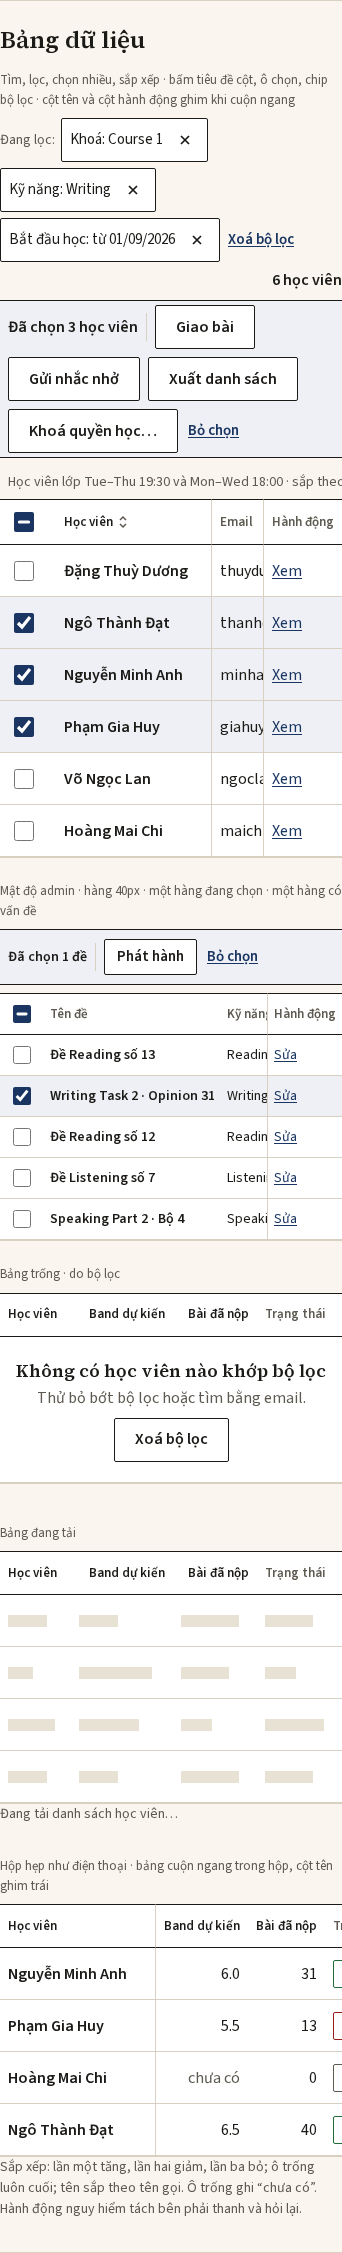 Bảng dữ liệu
Tìm, lọc, chọn nhiều, sắp xếp · bấm tiêu đề cột, ô chọn, chip
bộ lọc · cột tên và cột hành động ghim khi cuộn ngang
Đang lọc: Khoá: Course 1 ✕
Kỹ năng: Writing ✕
Bắt đầu học: từ 01/09/2026 ✕ Xoá bộ lọc
6 học viên
Đã chọn 3 học viên Giao bài
Gửi nhắc nhở Xuất danh sách
Khoá quyền học… Bỏ chọn
Học viên lớp Tue–Thu 19:30 và Mon–Wed 18:00 · sắp theo
Học viên Email Hành động
Đặng Thuỳ Dương Xem
Ngô Thành Đạt Xem
Nguyễn Minh Anh Xem
Phạm Gia Huy Xem
Võ Ngọc Lan Xem
Hoàng Mai Chi Xem
Mật độ admin · hàng 40px · một hàng đang chọn · một hàng có
vấn đề
Đã chọn 1 đề Phát hành Bỏ chọn
Tên đề Kỹ năng Hành động
Đề Reading số 13 Sửa
Writing Task 2 · Opinion 31 Writing Sửa
Đề Reading số 12 Sửa
Đề Listening số 7 Sửa
Speaking Part 2 · Bộ 4 Sửa
Bảng trống · do bộ lọc
Học viên Band dự kiến Bài đã nộp Trạng thái
Không có học viên nào khớp bộ lọc
Thử bỏ bớt bộ lọc hoặc tìm bằng email.
Xoá bộ lọc
Bảng đang tải
Học viên Band dự kiến Bài đã nộp Trạng thái
Đang tải danh sách học viên…
Hộp hẹp như điện thoại · bảng cuộn ngang trong hộp, cột tên
ghim trái
Học viên Band dự kiến Bài đã nộp
Nguyễn Minh Anh 6.0 31
Phạm Gia Huy 5.5 13
Hoàng Mai Chi chưa có 0
Ngô Thành Đạt 6.5 40
Sắp xếp: lần một tăng, lần hai giảm, lần ba bỏ; ô trống
luôn cuối; tên sắp theo tên gọi. Ô trống ghi “chưa có”.
Hành động nguy hiểm tách bên phải thanh và hỏi lại.